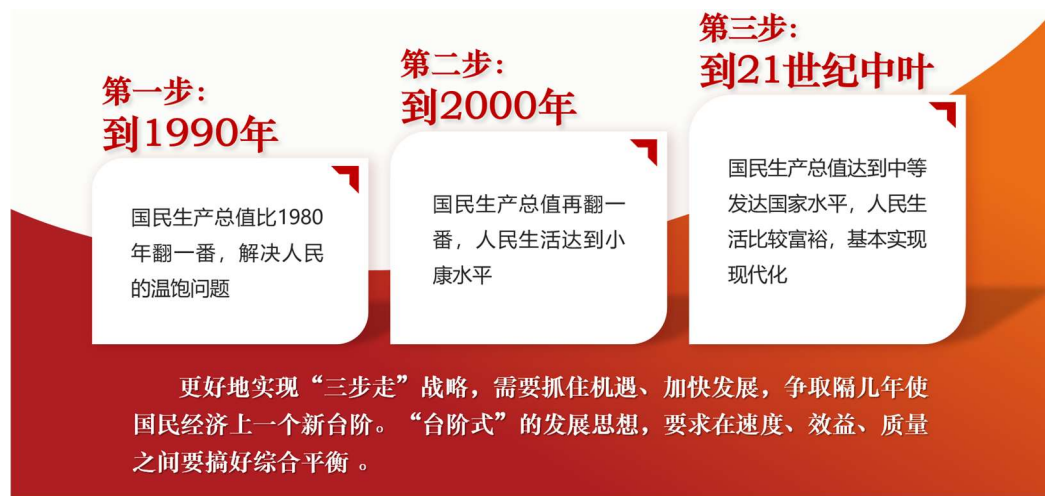 第一步：
到1990年
国民生产总值比1980
年翻一番，解决人民
的温饱问题
第二步：
到2000年
国民生产总值再翻一
番，人民生活达到小
康水平
第三步：
到21世纪中叶
国民生产总值达到中等
发达国家水平，人民生
活比较富裕，基本实现
现代化
更好地实现“三步走”战略，需要抓住机遇、加快发展，争取隔几年使
国民经济上一个新台阶。“台阶式”的发展思想，要求在速度、效益、质量
之间要搞好综合平衡 。